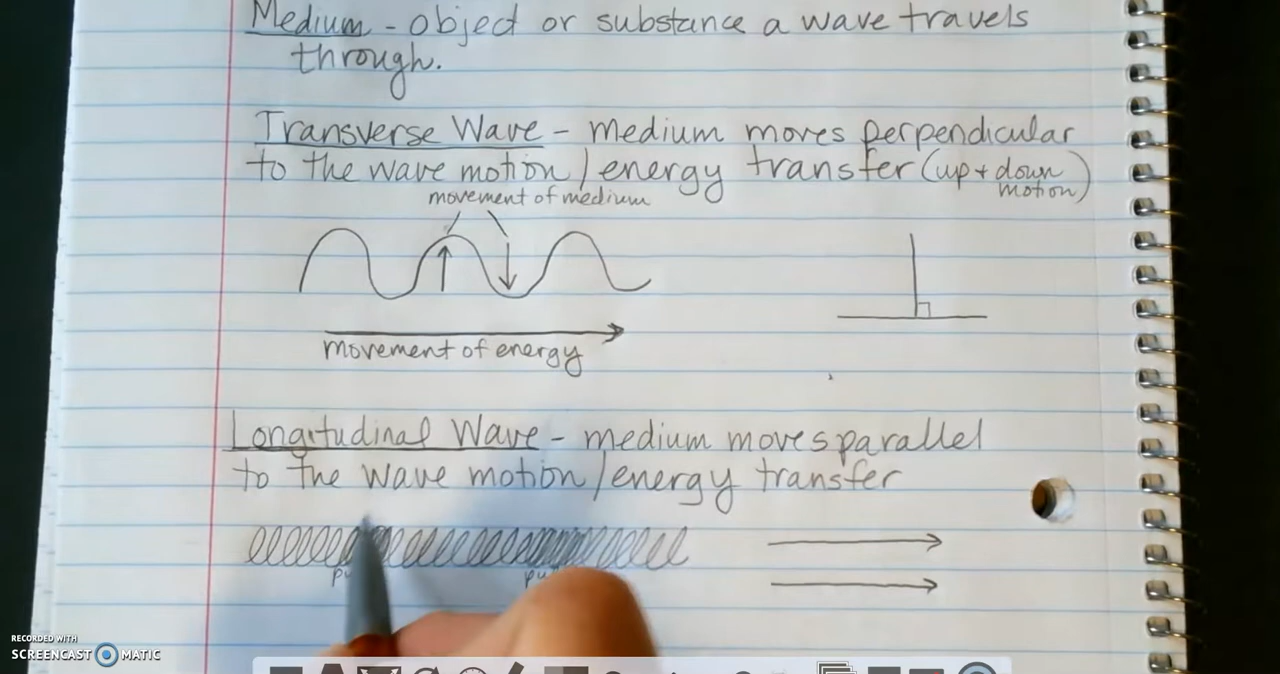 Medium - object or substance a wave travels
through.
Transverse Wave - medium moves perpendicular
to the wave motion / energy transfer (up + down
motion)
movement of medium
movement of energy
Longitudinal Wave - medium moves parallel
to the wave motion / energy transfer
RECORDED WITH
SCREENCAST MATIC